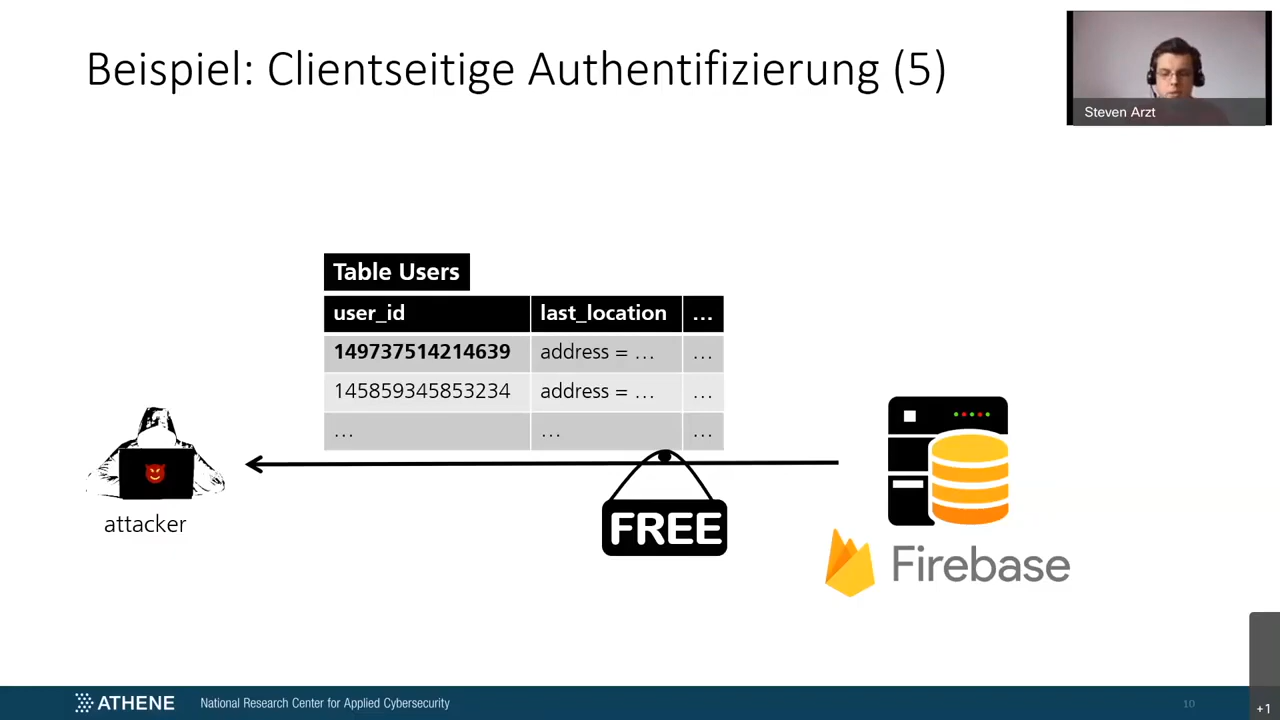 Beispiel: Clientseitige Authentifizierung (5)
Steven Arzt
Table Users
user_id last_location ...
149737514214639 address = ... ...
145859345853234 address = ... ...
... ... ...
attacker
FREE
Firebase
ATHENE National Research Center for Applied Cybersecurity 10
+1